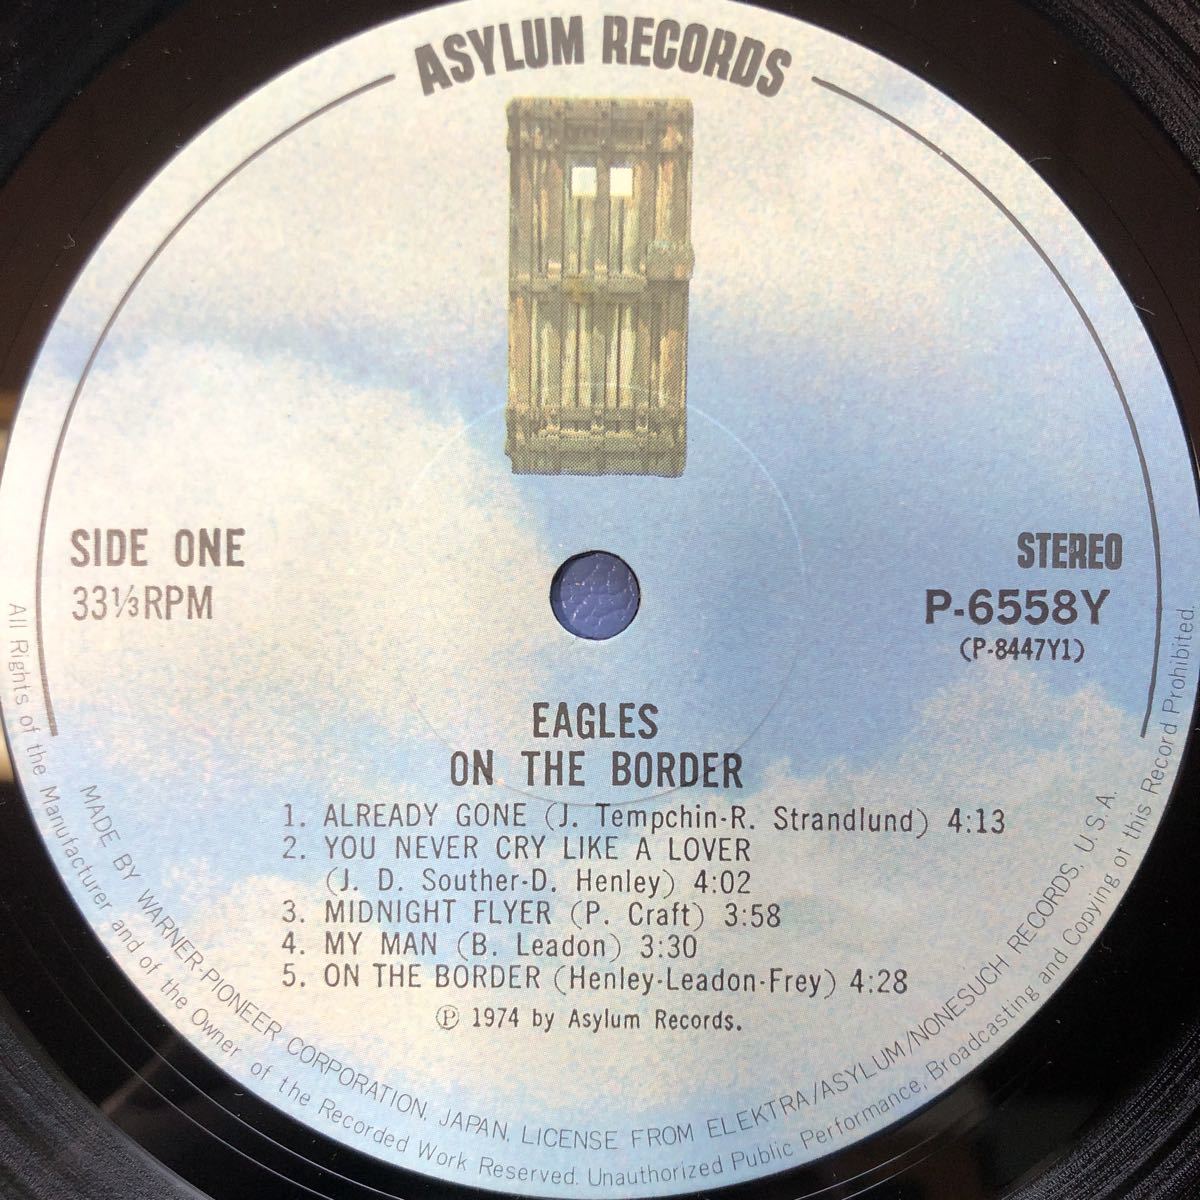 ASYLUM RECORDS
SIDE ONE
33⅓RPM
STEREO
P-6558Y
(P-8447Y1)
EAGLES
ON THE BORDER
1. ALREADY GONE (J. Tempchin-R. Strandlund) 4:13
2. YOU NEVER CRY LIKE A LOVER
(J. D. Souther-D. Henley) 4:02
3. MIDNIGHT FLYER (P. Craft) 3:58
4. MY MAN (B. Leadon) 3:30
5. ON THE BORDER (Henley-Leadon-Frey) 4:28
Ⓟ 1974 by Asylum Records.
MADE BY WARNER-PIONEER CORPORATION, JAPAN. LICENSE FROM ELEKTRA/ASYLUM/NONESUCH RECORDS, U.S.A.
All Rights of the Manufacturer and of the Owner of the Recorded Work Reserved. Unauthorized Public Performance, Broadcasting and Copying of this Record Prohibited.